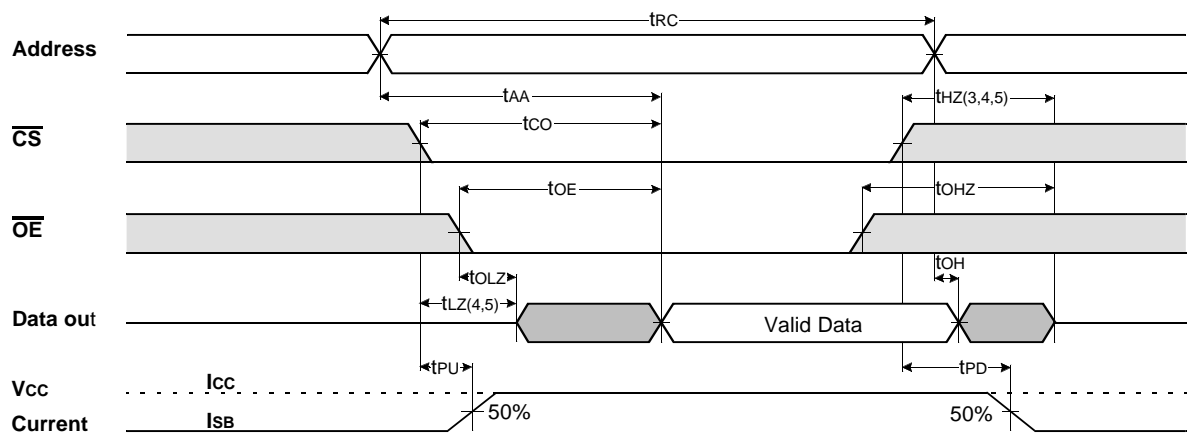 tRC
Address
tAA
tHZ(3,4,5)
CS
tCO
tOE
tOHZ
OE
tOLZ
tOH
tLZ(4,5)
Data out
Valid Data
tPU
tPD
VCC
ICC
50%
50%
Current
ISB